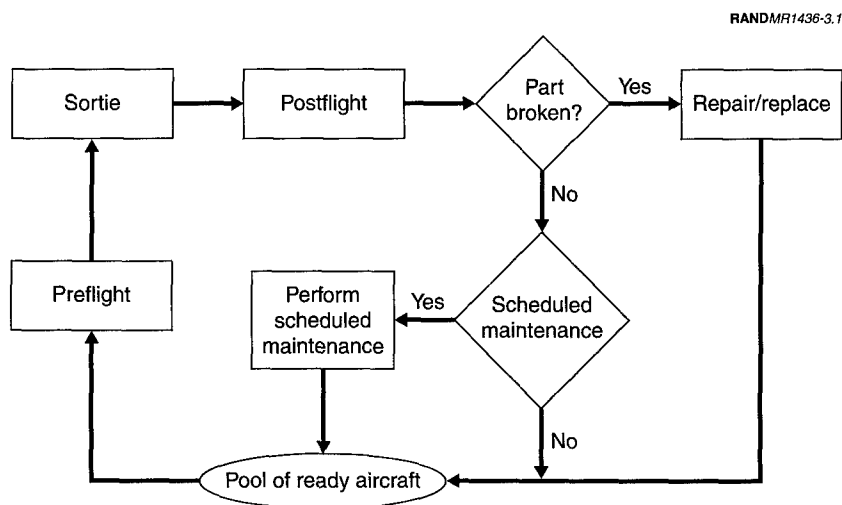 RANDMR1436-3.1
Sortie
Postflight
Part
broken?
Yes
Repair/replace
No
Preflight
Perform
scheduled
maintenance
Yes
Scheduled
maintenance
No
Pool of ready aircraft